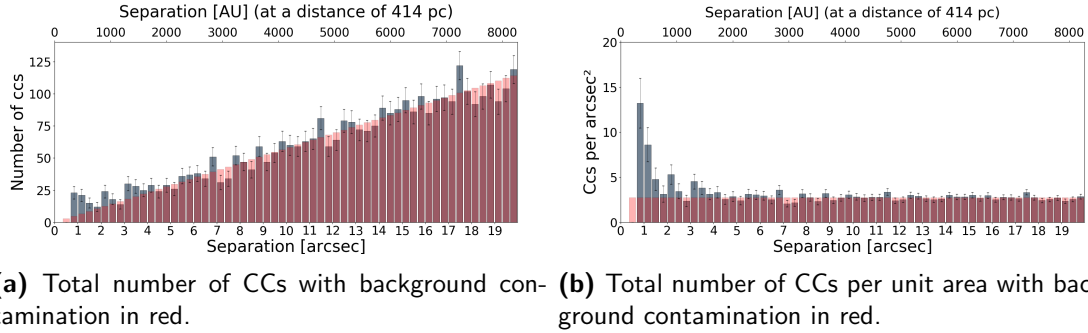 Separation [AU] (at a distance of 414 pc)
0 1000 2000 3000 4000 5000 6000 7000 8000
Number of ccs
125
100
75
50
25
0
0 1 2 3 4 5 6 7 8 9 10 11 12 13 14 15 16 17 18 19
Separation [arcsec]
(a) Total number of CCs with background con-
tamination in red.
Separation [AU] (at a distance of 414 pc)
0 1000 2000 3000 4000 5000 6000 7000 8000
Ccs per arcsec²
20
15
10
5
0
0 1 2 3 4 5 6 7 8 9 10 11 12 13 14 15 16 17 18 19
Separation [arcsec]
(b) Total number of CCs per unit area with bac
ground contamination in red.